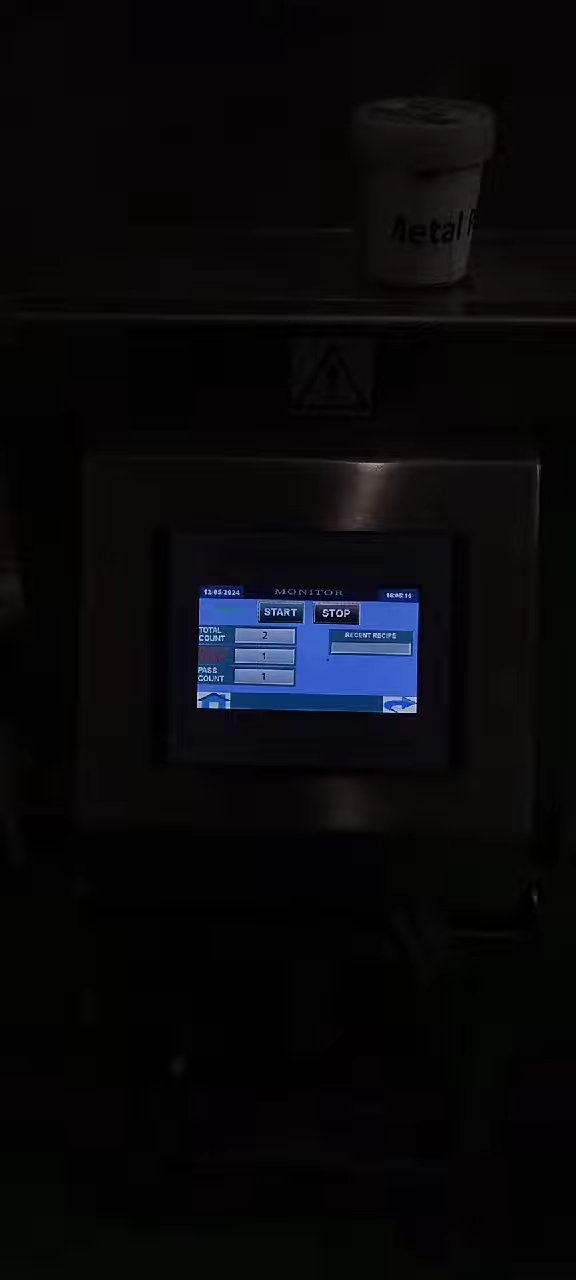 Metal
12/05/2024
MONITOR
START
STOP
TOTAL
COUNT
2
RECENT RECIPE
1
PASS
COUNT
1